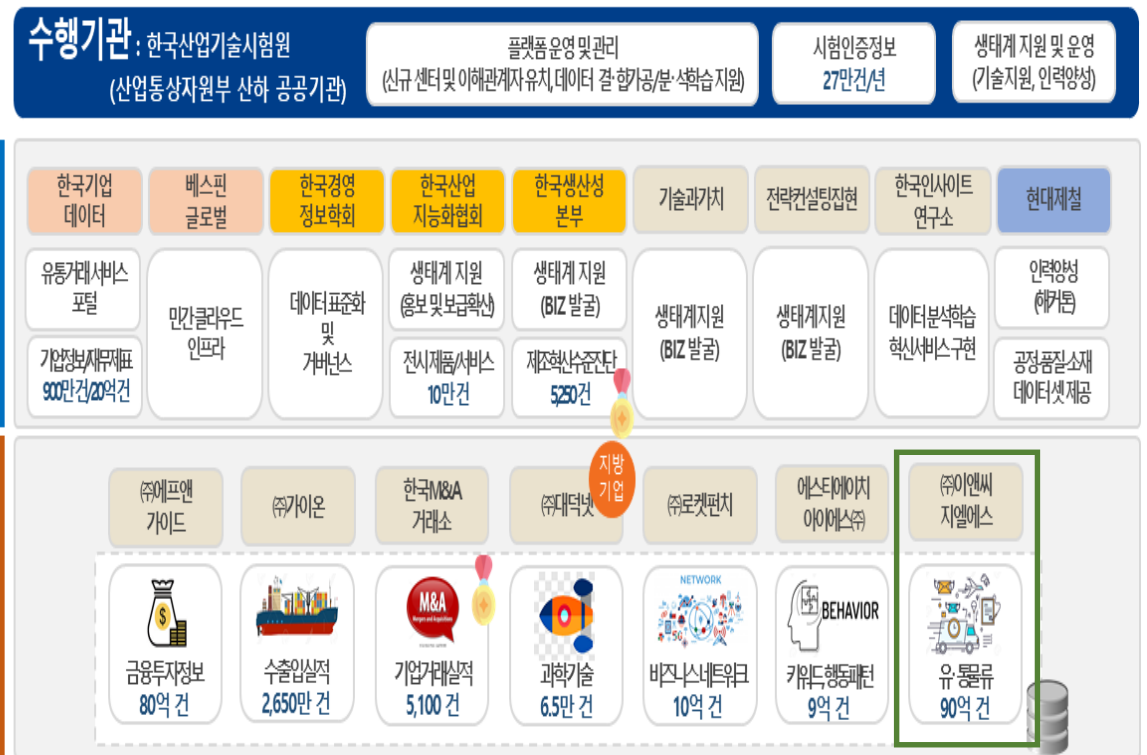 수행기관 : 한국산업기술시험원
(산업통상자원부 산하 공공기관)
플랫폼 운영 및 관리
(신규 센터 및 이해관계자 유치, 데이터 결·합가공/분·석학습 지원)
시험인증정보
27만건/년
생태계 지원 및 운영
(기술지원, 인력양성)
한국기업
데이터
베스핀
글로벌
한국경영
정보학회
한국산업
지능화협회
한국생산성
본부
기술과가치
전략컨설팅집현
한국인사이트
연구소
현대제철
유통거래 서비스
포털
기업정보/재무제표
900만건/20억건
민간 클라우드
인프라
데이터 표준화
및
거버넌스
생태계 지원
(홍보 및 보급확산)
전시 제품/서비스
10만 건
생태계 지원
(BIZ 발굴)
제조혁신수준진단
5,250건
생태계지원
(BIZ 발굴)
생태계지원
(BIZ 발굴)
데이터 분석학습
혁신서비스 구현
인력양성
(해커톤)
공정·품질·소재
데이터셋 제공
지방
기업
㈜에프앤
가이드
㈜가이온
한국M&A
거래소
㈜대덕넷
㈜로켓펀치
에스티에이치
아이에스㈜
㈜이앤씨
지엘에스
금융투자정보
80억 건
수출입실적
2,650만 건
M&A
기업거래실적
5,100 건
과학기술
6.5만 건
NETWORK
5G
비즈니스네트워크
10억 건
BEHAVIOR
키워드,행동패턴
9억 건
유·통물류
90억 건